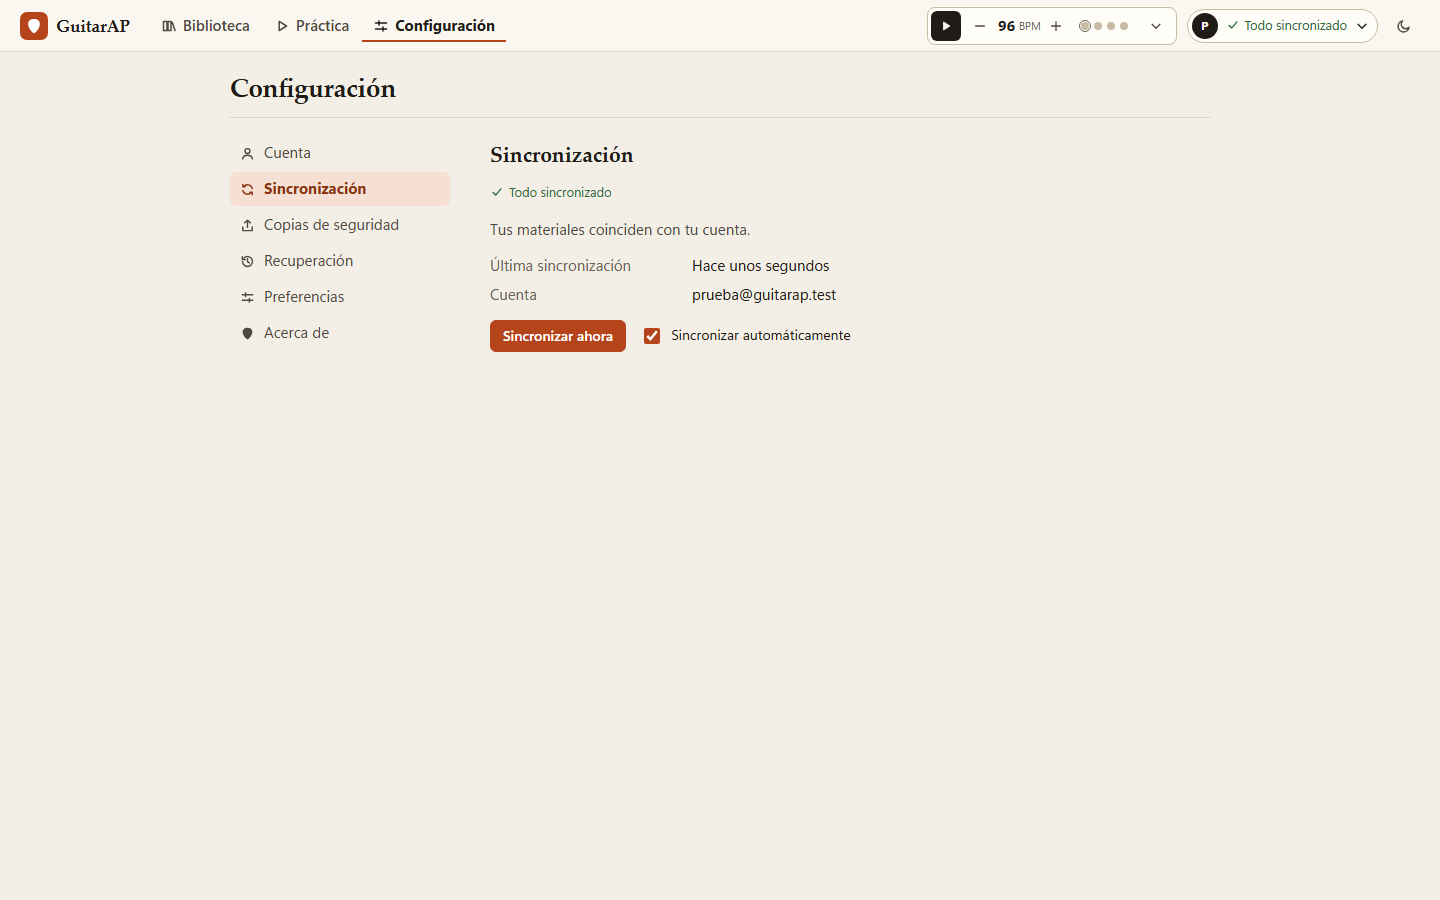 GuitarAP
Biblioteca
Práctica
Configuración
96 BPM
P
Todo sincronizado
Configuración
Cuenta
Sincronización
Copias de seguridad
Recuperación
Preferencias
Acerca de
Sincronización
Todo sincronizado
Tus materiales coinciden con tu cuenta.
Última sincronización Hace unos segundos
Cuenta prueba@guitarap.test
Sincronizar ahora Sincronizar automáticamente